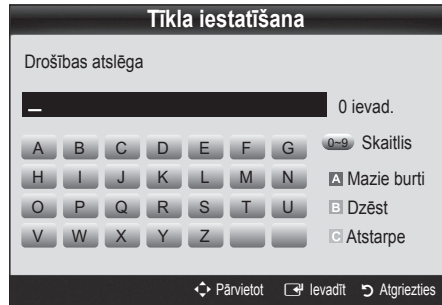 Tīkla iestatīšana
Drošības atslēga
_ 0 ievad.
A B C D E F G 0~9 Skaitlis
H I J K L M N A Mazie burti
O P Q R S T U B Dzēst
V W X Y Z C Atstarpe
Pārvietot Ievadīt Atgriezties